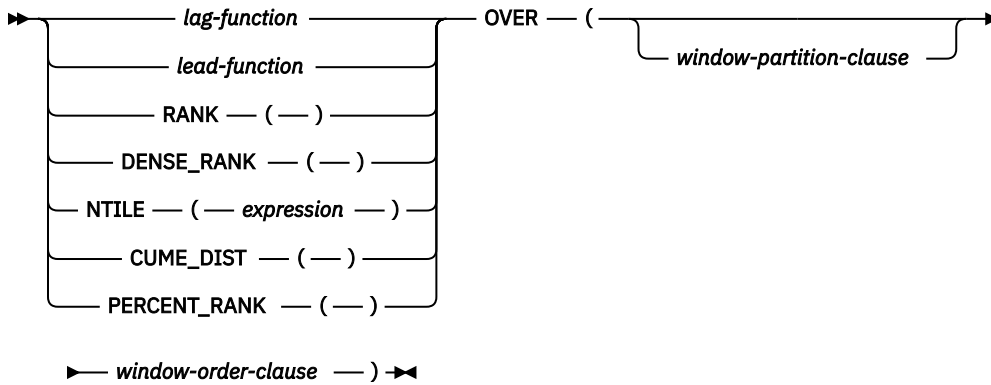 lag-function OVER (
lead-function window-partition-clause
RANK ( )
DENSE_RANK ( )
NTILE ( expression )
CUME_DIST ( )
PERCENT_RANK ( )
window-order-clause )